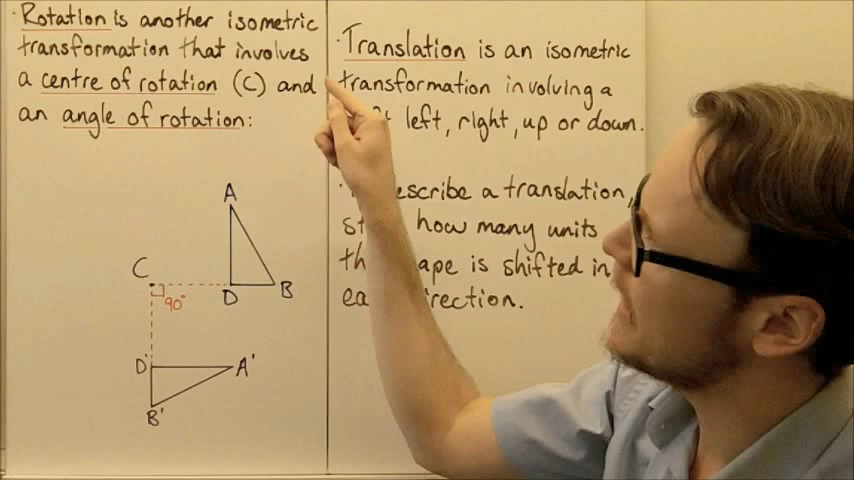 ·Rotation is another isometric
transformation that involves
a centre of rotation (C) and
an angle of rotation:
A
C
90°
D
B
D'
A'
B'
·Translation is an isometric
transformation involving a
left, right, up or down.
escribe a translation,
how many units
ape is shifted in
direction.